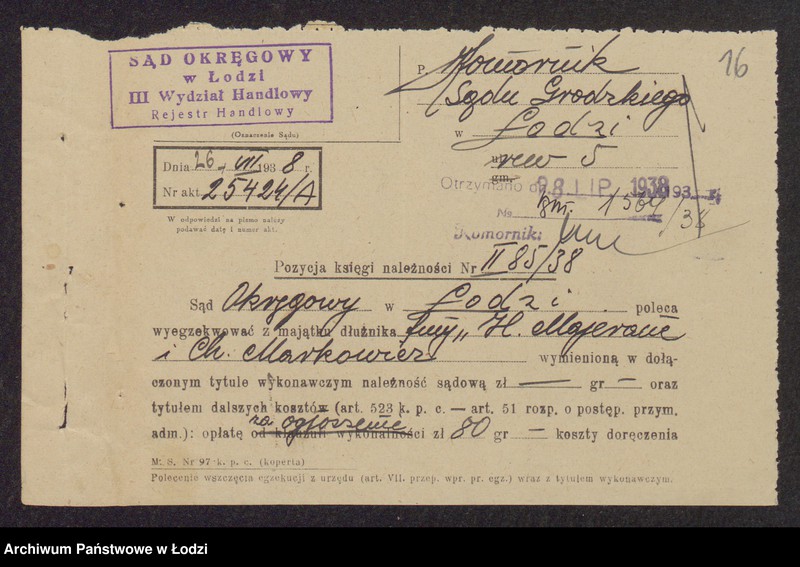 SĄD OKRĘGOWY
w Łodzi
III Wydział Handlowy
Rejestr Handlowy
(Oznaczenie Sądu)
P. Komornik
Sądu Grodzkiego
w Łodzi
rew 5
gm.
16
Dnia 26 VII 1938 r.
Nr akt. 25424/A
W odpowiedzi na pismo należy
podawać datę i numer akt.
Otrzymano dn. 28 LIP. 1938 193 r.
№ Km. 1504/38
Komornik:
Pozycja księgi należności Nr II 85/38
Sąd Okręgowy w Łodzi poleca
wyegzekwować z majątku dłużnika firmy „H. Majeranc
i Ch. Markowicz wymienioną w dołą-
czonym tytule wykonawczym należność sądową zł — gr — oraz
tytułem dalszych kosztów (art. 523 k. p. c. — art. 51 rozp. o postęp. przym.
za ogłoszenie
adm.): opłatę od klauzuli wykonalności zł 80 gr — koszty doręczenia
M. S. Nr 97 k. p. c. (koperta)
Polecenie wszczęcia egzekucji z urzędu (art. VII. przep. wpr. pr. egz.) wraz z tytułem wykonawczym.
Archiwum Państwowe w Łodzi